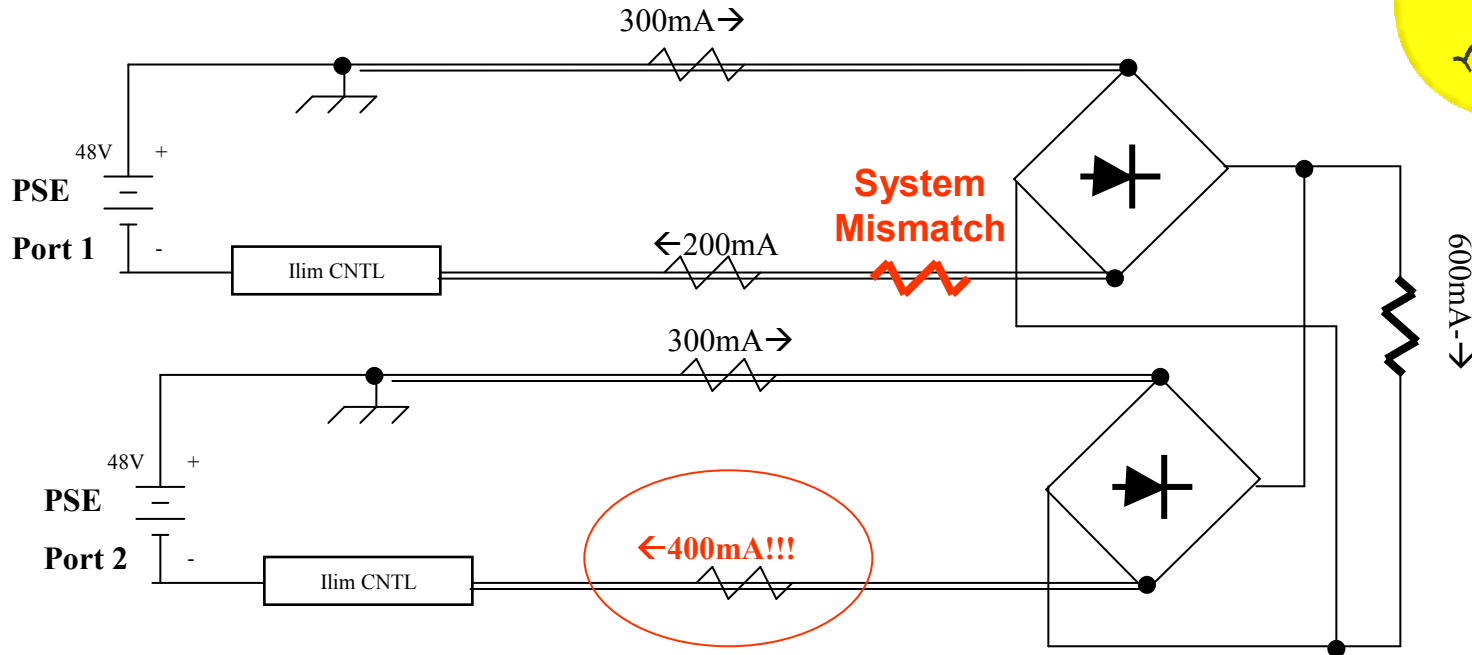 300mA→
48V +
PSE
-
Port 1
System
Mismatch
←200mA
Ilim CNTL
600mA-→
300mA→
48V +
PSE
-
Port 2
←400mA!!!
Ilim CNTL